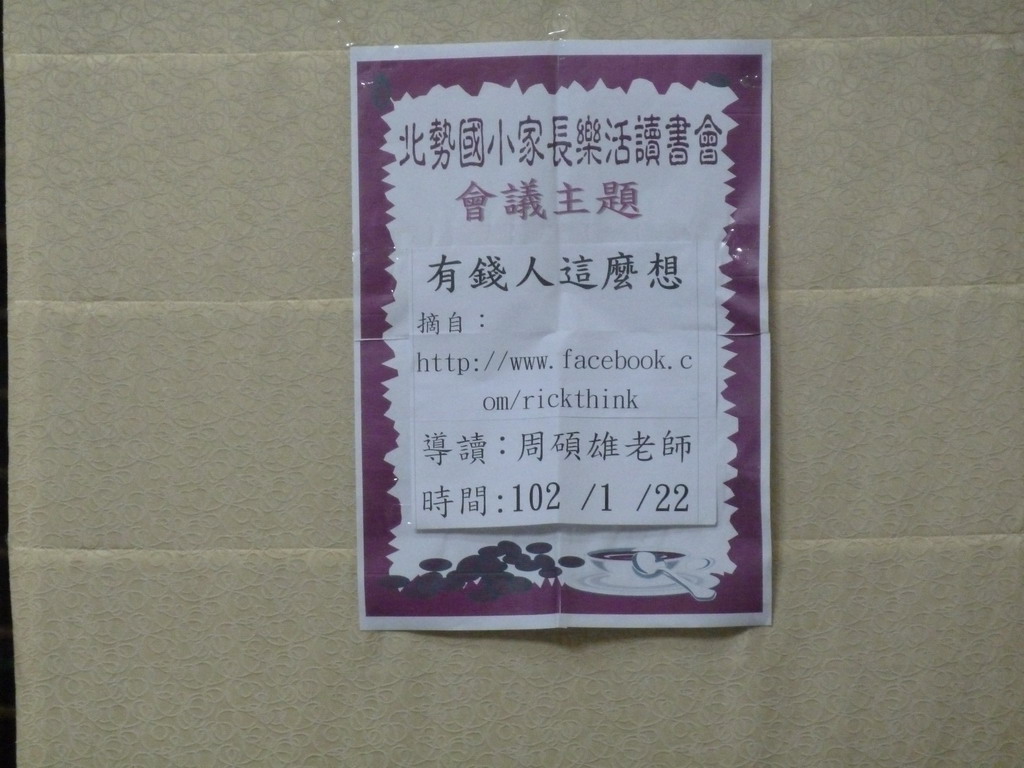 北勢國小家長樂活讀書會
會議主題
有錢人這麼想
摘自：
http://www.facebook.c
om/rickthink
導讀：周碩雄老師
時間:102 /1 /22